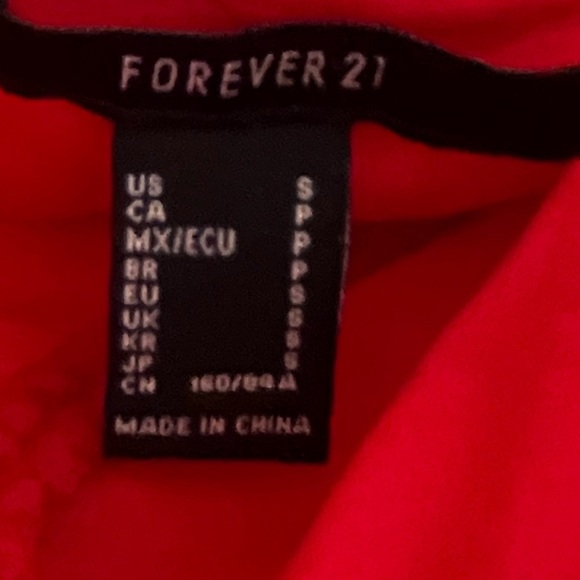 FOREVER 21
US S
CA P
MX/ECU P
BR P
EU S
UK S
KR S
JP S
CN 160/84A
MADE IN CHINA